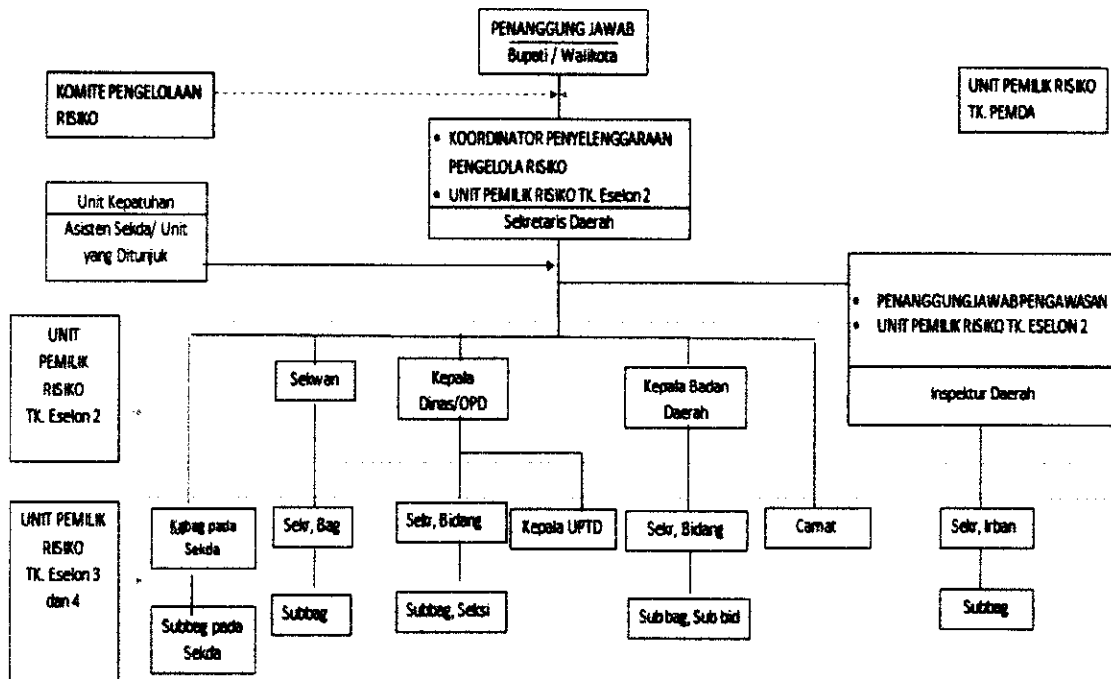 PENANGGUNG JAWAB
Bupati / Walikota
KOMITE PENGELOLAAN
RISIKO
UNIT PEMILIK RISIKO
TK. PEMDA
• KOORDINATOR PENYELENGGARAAN
PENGELOLA RISIKO
• UNIT PEMILIK RISIKO TK. Eselon 2
Sekretaris Daerah
Unit Kepatuhan
Asisten Sekda/ Unit
yang Ditunjuk
• PENANGGUNG JAWAB PENGAWASAN
• UNIT PEMILIK RISIKO TK. ESELON 2
Inspektur Daerah
UNIT
PEMILIK
RISIKO
TK. Eselon 2
Sekwan
Kepala
Dinas/OPD
Kepala Badan
Daerah
UNIT PEMILIK
RISIKO
TK. Eselon 3
dan 4
Kabag pada
Sekda
Sekr, Bag
Sekr, Bidang
Kepala UPTD
Sekr, Bidang
Camat
Sekr, Irban
Subbag pada
Sekda
Subbag
Subbag, Seksi
Subbag, Sub bid
Subbag